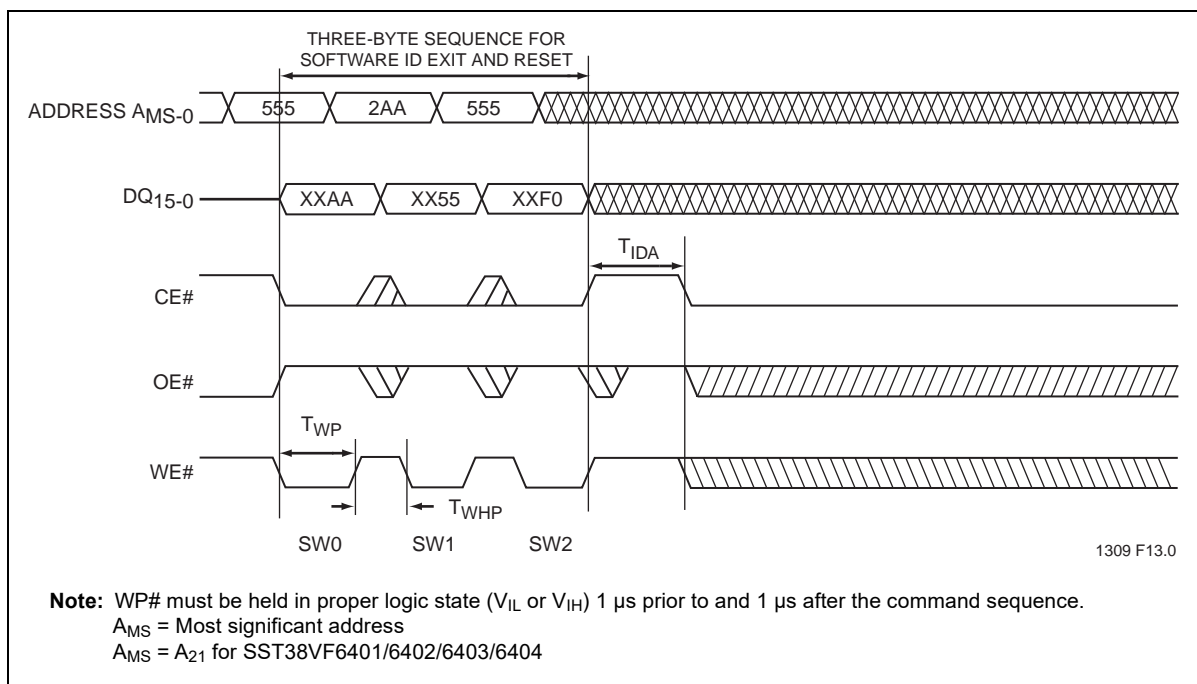 THREE-BYTE SEQUENCE FOR
SOFTWARE ID EXIT AND RESET
ADDRESS AMS-0 555 2AA 555
DQ15-0 XXAA XX55 XXF0
TIDA
CE#
OE#
TWP
WE#
TWHP
SW0 SW1 SW2
1309 F13.0
Note: WP# must be held in proper logic state (VIL or VIH) 1 µs prior to and 1 µs after the command sequence.
AMS = Most significant address
AMS = A21 for SST38VF6401/6402/6403/6404